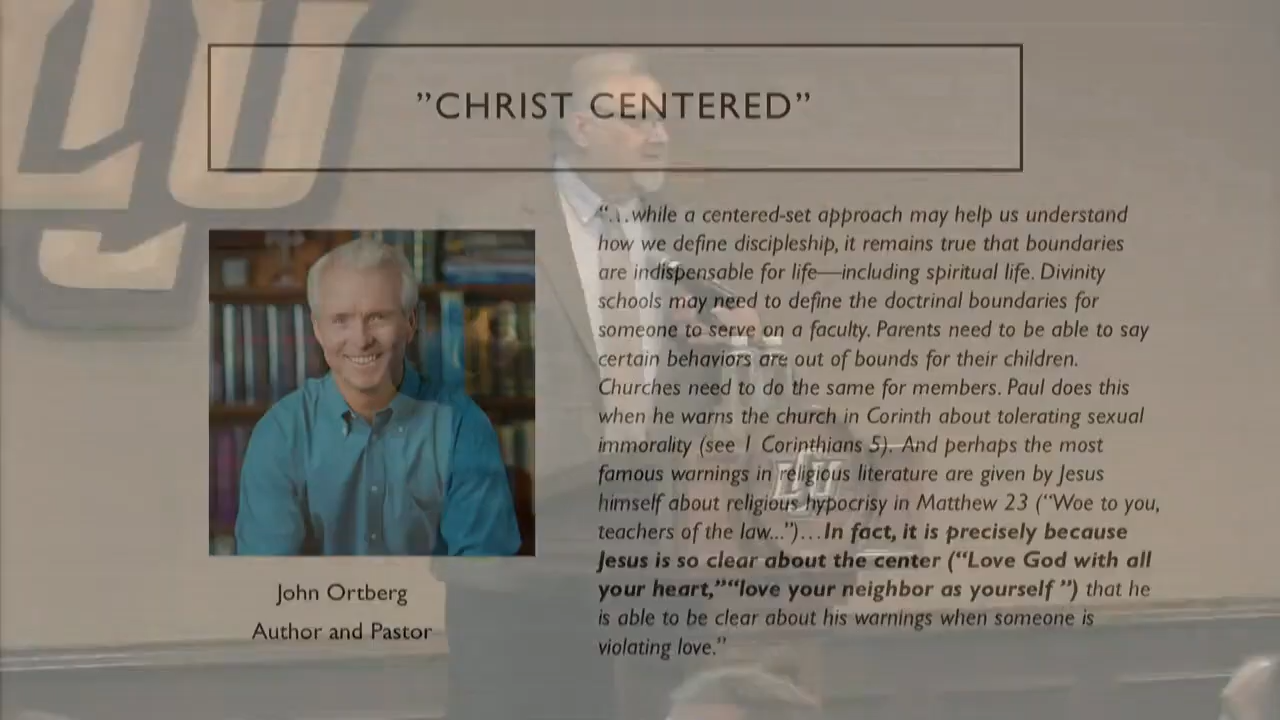 ”CHRIST CENTERED”
“…while a centered-set approach may help us understand
how we define discipleship, it remains true that boundaries
are indispensable for life—including spiritual life. Divinity
schools may need to define the doctrinal boundaries for
someone to serve on a faculty. Parents need to be able to say
certain behaviors are out of bounds for their children.
Churches need to do the same for members. Paul does this
when he warns the church in Corinth about tolerating sexual
immorality (see 1 Corinthians 5). And perhaps the most
famous warnings in religious literature are given by Jesus
himself about religious hypocrisy in Matthew 23 (“Woe to you,
teachers of the law...”)…In fact, it is precisely because
Jesus is so clear about the center (“Love God with all
your heart,”“love your neighbor as yourself ”) that he
is able to be clear about his warnings when someone is
violating love.”
John Ortberg
Author and Pastor